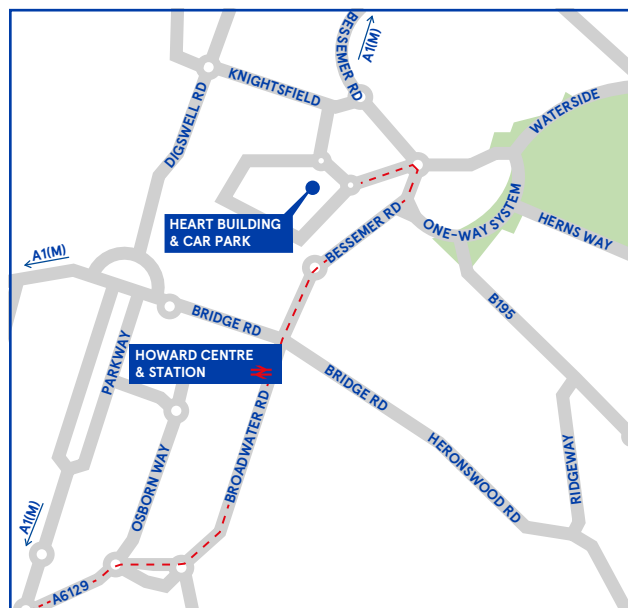 A1(M)
BESSEMER RD
KNIGHTSFIELD
DIGSWELL RD
WATERSIDE
HEART BUILDING
& CAR PARK
BESSEMER RD
ONE-WAY SYSTEM
HERNS WAY
A1(M)
B195
BRIDGE RD
PARKWAY
HOWARD CENTRE
& STATION
BRIDGE RD
BROADWATER RD
HERONSWOOD RD
RIDGEWAY
OSBORN WAY
A1(M)
A6129